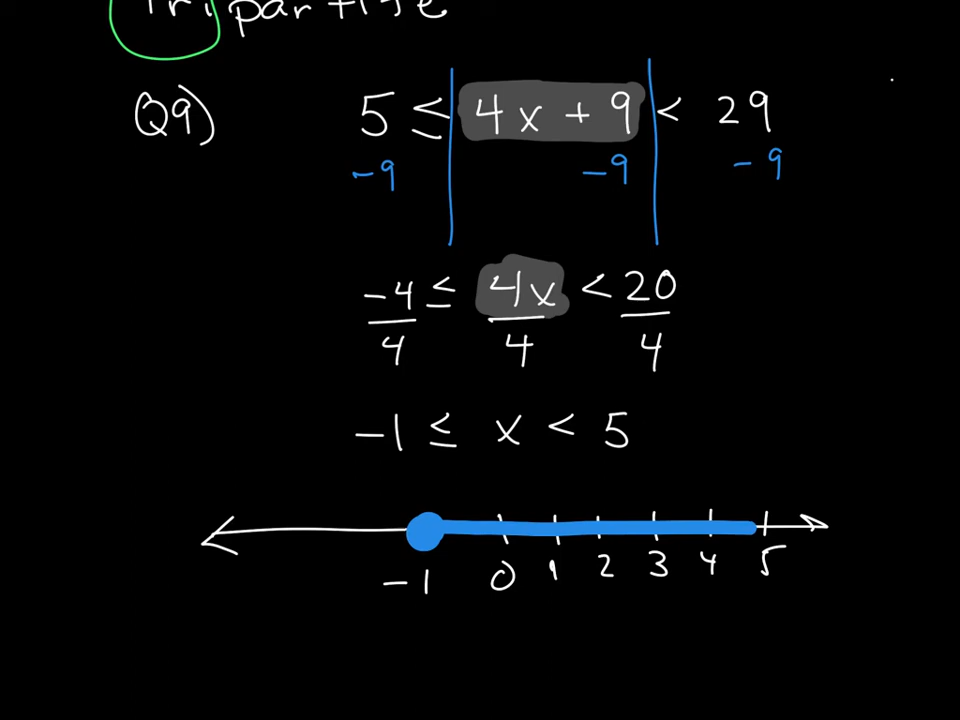 Tripartite
Q9) 5 ≤ 4x + 9 < 29
-9 -9 -9
-4 ≤ 4x < 20
4 4 4
-1 ≤ x < 5
-1 0 1 2 3 4 5